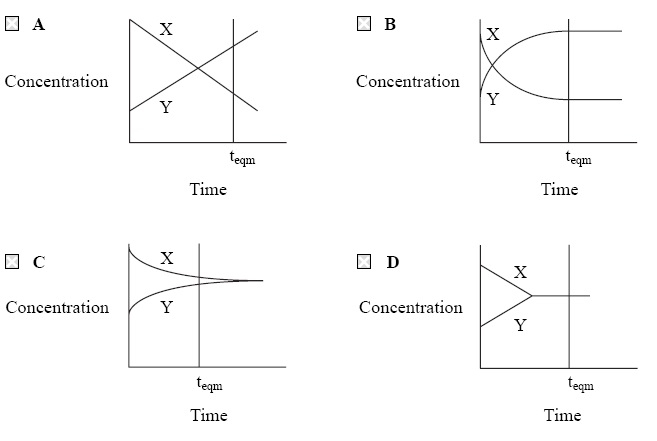 A
X
Y
Concentration
t_eqm
Time
B
X
Y
Concentration
t_eqm
Time
C
X
Y
Concentration
t_eqm
Time
D
X
Y
Concentration
t_eqm
Time